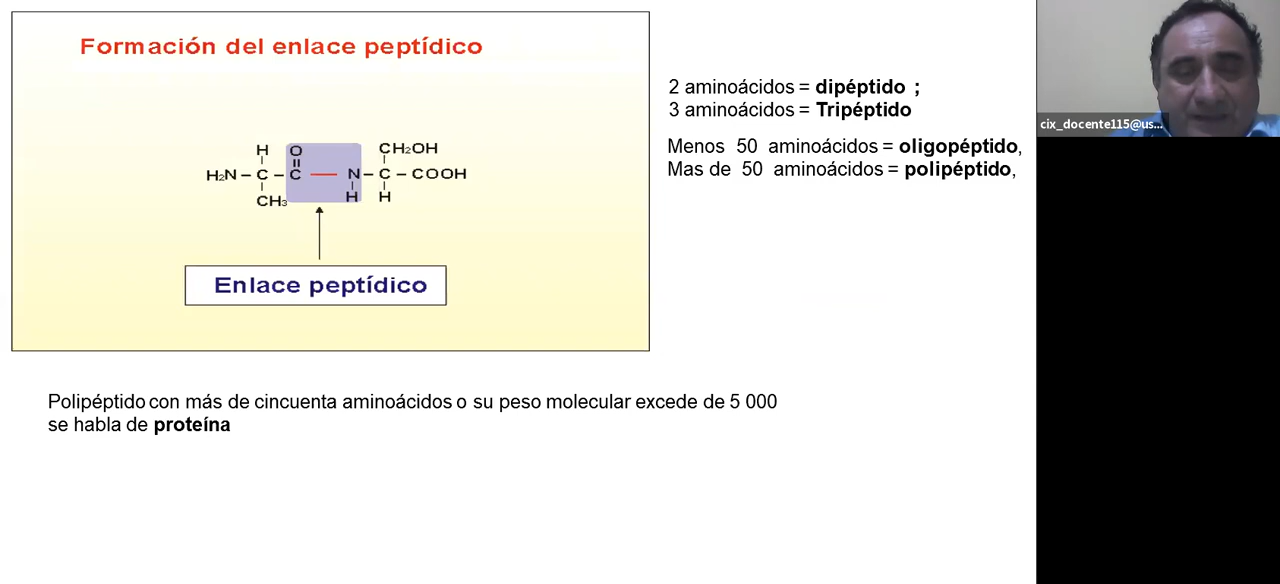 Formación del enlace peptídico
H O CH₂OH
H₂N – C – C — N – C – COOH
CH₃ H H
Enlace peptídico
2 aminoácidos = dipéptido ;
3 aminoácidos = Tripéptido
Menos 50 aminoácidos = oligopéptido,
Mas de 50 aminoácidos = polipéptido,
Polipéptido con más de cincuenta aminoácidos o su peso molecular excede de 5 000
se habla de proteína
cix_docente115@us...